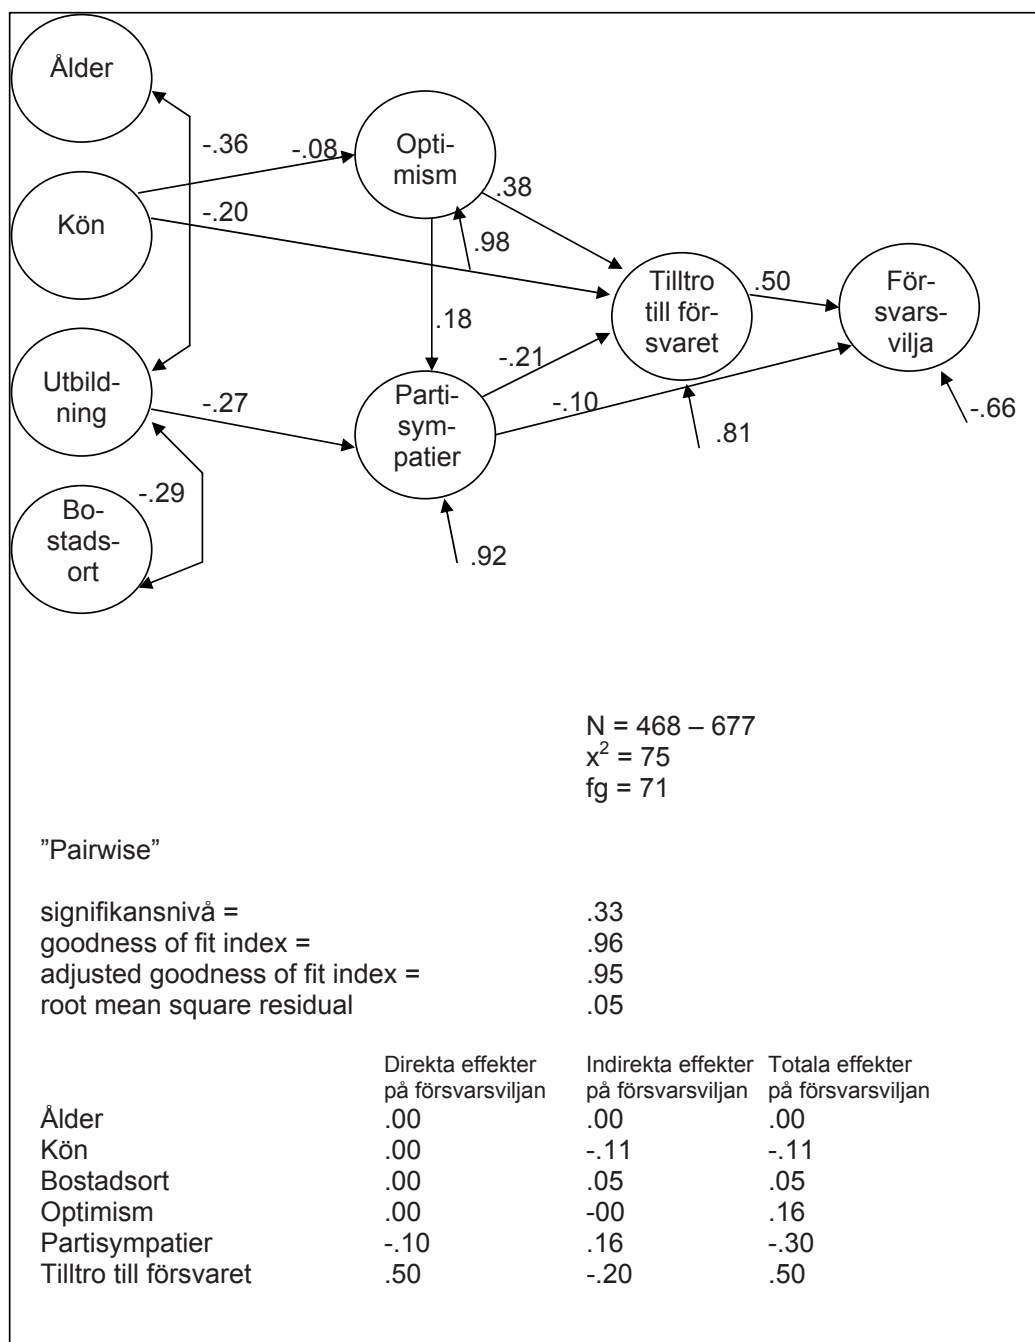 Ålder
-.36
-.08
Opti-
mism
.38
Kön
-.20
.98
Tilltro
till för-
svaret
.50
För-
svars-
vilja
.18
-.21
Utbild-
ning
-.27
Parti-
sym-
patier
-.10
-.66
.81
-.29
Bo-
stads-
ort
.92
N = 468 – 677
x² = 75
fg = 71
”Pairwise”
signifikansnivå = .33
goodness of fit index = .96
adjusted goodness of fit index = .95
root mean square residual .05
Direkta effekter Indirekta effekter Totala effekter
på försvarsviljan på försvarsviljan på försvarsviljan
Ålder .00 .00 .00
Kön .00 -.11 -.11
Bostadsort .00 .05 .05
Optimism .00 -00 .16
Partisympatier -.10 .16 -.30
Tilltro till försvaret .50 -.20 .50